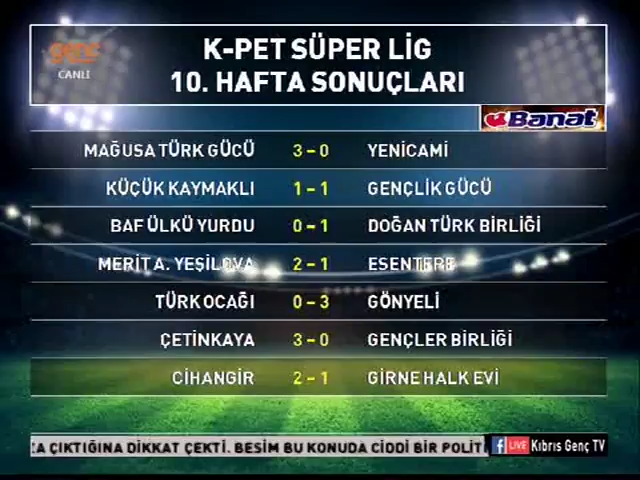 K-PET SÜPER LİG
10. HAFTA SONUÇLARI
GENÇ
CANLI
Banat
MAĞUSA TÜRK GÜCÜ 3 - 0 YENİCAMİ
KÜÇÜK KAYMAKLI 1 - 1 GENÇLİK GÜCÜ
BAF ÜLKÜ YURDU 0 - 1 DOĞAN TÜRK BİRLİĞİ
MERİT A. YEŞİLOVA 2 - 1 ESENTEPE
TÜRK OCAĞI 0 - 3 GÖNYELİ
ÇETİNKAYA 3 - 0 GENÇLER BİRLİĞİ
CİHANGİR 2 - 1 GİRNE HALK EVİ
ÇIKTIĞINA DİKKAT ÇEKTİ. BESİM BU KONUDA CİDDİ BİR POLİTİ
f LIVE Kıbrıs Genç TV